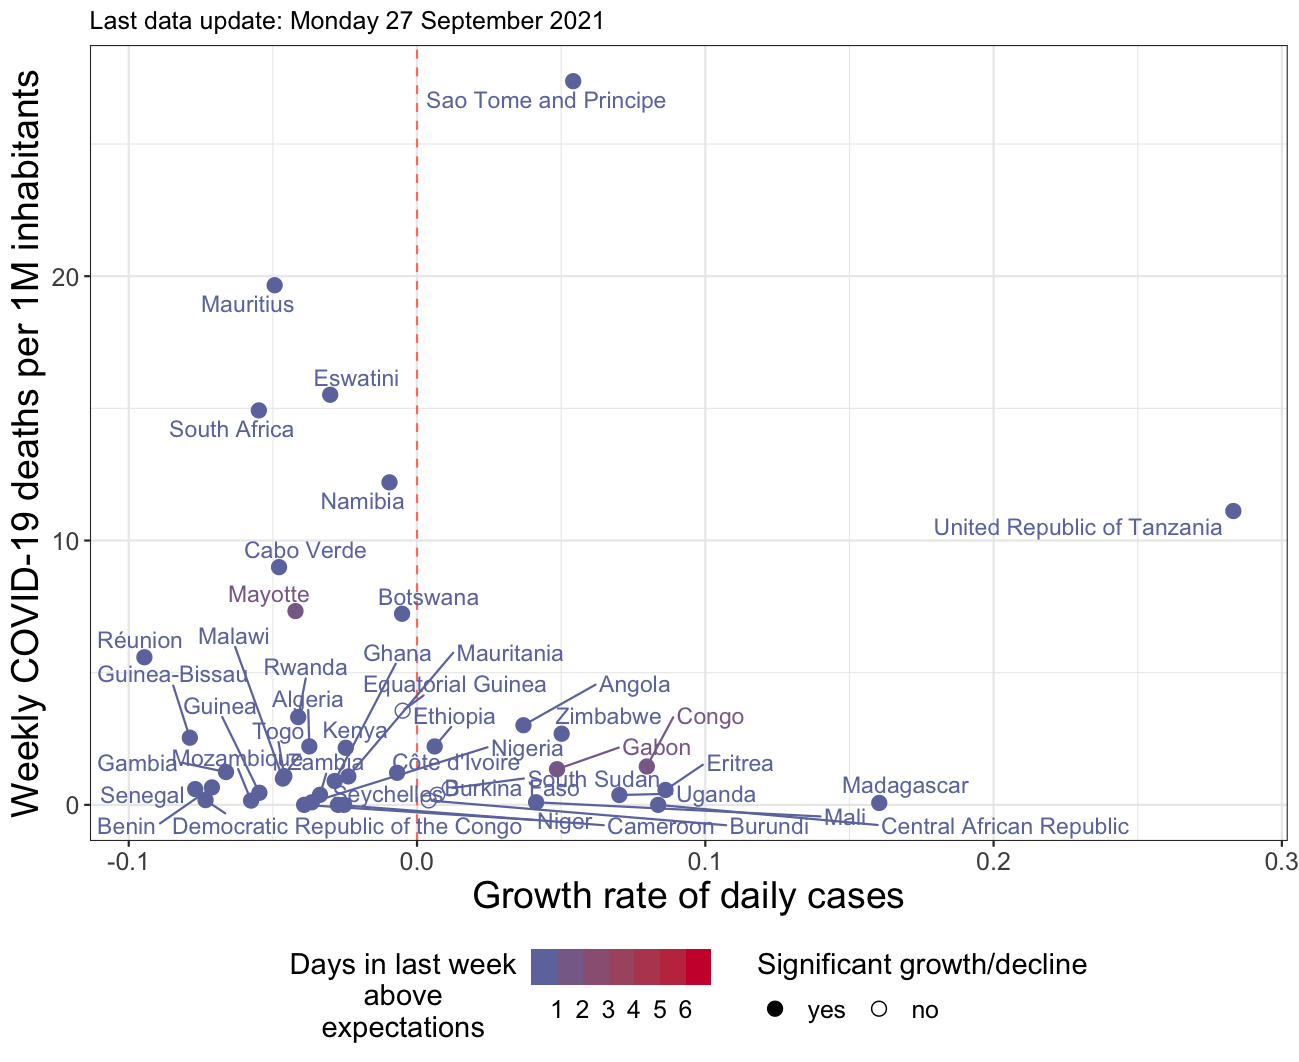 Last data update: Monday 27 September 2021
Weekly COVID-19 deaths per 1M inhabitants
20
10
0
Sao Tome and Principe
Mauritius
Eswatini
South Africa
Namibia
United Republic of Tanzania
Cabo Verde
Mayotte
Botswana
Réunion
Malawi
Ghana
Mauritania
Rwanda
Guinea-Bissau
Equatorial Guinea
Angola
Algeria
Guinea
Ethiopia
Zimbabwe
Congo
Togo
Kenya
Nigeria
Gabon
Mozambique
Gambia
Zambia
Côte d'Ivoire
Eritrea
South Sudan
Madagascar
Burkina Faso
Senegal
Seychelles
Uganda
Mali
Niger
Benin
Democratic Republic of the Congo
Cameroon
Burundi
Central African Republic
-0.1
0.0
0.1
0.2
0.3
Growth rate of daily cases
Days in last week
above
expectations
1 2 3 4 5 6
Significant growth/decline
yes
no